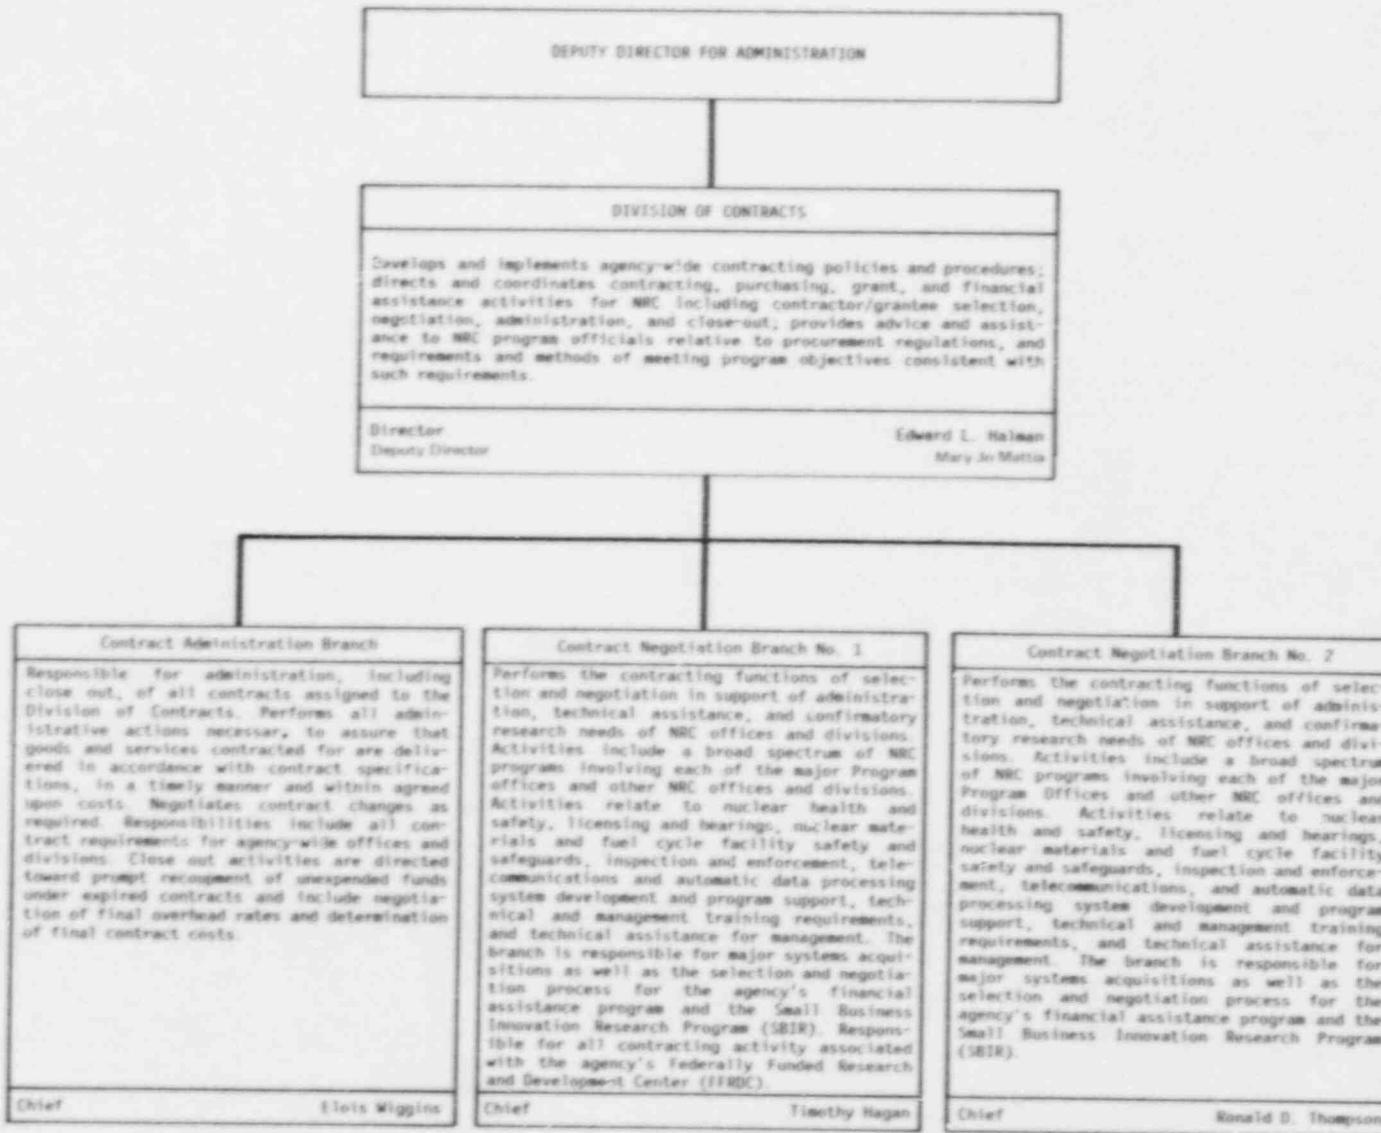 DEPUTY DIRECTOR FOR ADMINISTRATION
DIVISION OF CONTRACTS
Develops and implements agency-wide contracting policies and procedures;
directs and coordinates contracting, purchasing, grant, and financial
assistance activities for NRC including contractor/grantee selection,
negotiation, administration, and close-out; provides advice and assist-
ance to NRC program officials relative to procurement regulations, and
requirements and methods of meeting program objectives consistent with
such requirements.
Director Edward L. Halman
Deputy Director Mary Jo Mattia
Contract Administration Branch
Responsible for administration, including
close out, of all contracts assigned to the
Division of Contracts. Performs all admin-
istrative actions necessary to assure that
goods and services contracted for are deliv-
ered in accordance with contract specifica-
tions, in a timely manner and within agreed
upon costs. Negotiates contract changes as
required. Responsibilities include all con-
tract requirements for agency-wide offices and
divisions. Close out activities are directed
toward prompt recoupment of unexpended funds
under expired contracts and include negotia-
tion of final overhead rates and determination
of final contract costs.
Chief Elois Wiggins
Contract Negotiation Branch No. 1
Performs the contracting functions of selec-
tion and negotiation in support of administra-
tion, technical assistance, and confirmatory
research needs of NRC offices and divisions.
Activities include a broad spectrum of NRC
programs involving each of the major Program
offices and other NRC offices and divisions.
Activities relate to nuclear health and
safety, licensing and hearings, nuclear mate-
rials and fuel cycle facility safety and
safeguards, inspection and enforcement, tele-
communications and automatic data processing
system development and program support, tech-
nical and management training requirements,
and technical assistance for management. The
branch is responsible for major systems acqui-
sitions as well as the selection and negotia-
tion process for the agency's financial
assistance program and the Small Business
Innovation Research Program (SBIR). Respons-
ible for all contracting activity associated
with the agency's Federally Funded Research
and Development Center (FFRDC).
Chief Timothy Hagan
Contract Negotiation Branch No. 2
Performs the contracting functions of selec-
tion and negotiation in support of adminis-
tration, technical assistance, and confirma-
tory research needs of NRC offices and divi-
sions. Activities include a broad spectrum
of NRC programs involving each of the major
Program Offices and other NRC offices and
divisions. Activities relate to nuclear
health and safety, licensing and hearings,
nuclear materials and fuel cycle facility
safety and safeguards, inspection and enforce-
ment, telecommunications, and automatic data
processing system development and program
support, technical and management training
requirements, and technical assistance for
management. The branch is responsible for
major systems acquisitions as well as the
selection and negotiation process for the
agency's financial assistance program and the
Small Business Innovation Research Program
(SBIR).
Chief Ronald D. Thompson